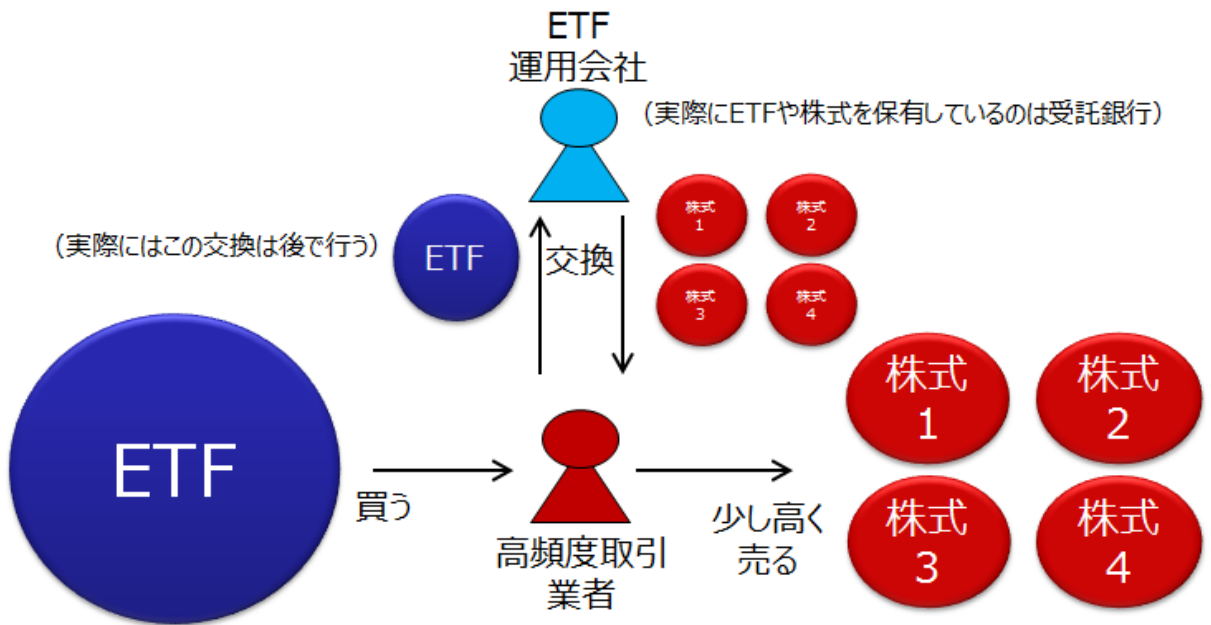 ETF
運用会社
(実際にETFや株式を保有しているのは受託銀行)
(実際にはこの交換は後で行う)
ETF
交換
株式
1
株式
2
株式
3
株式
4
ETF
買う
高頻度取引
業者
少し高く
売る
株式
1
株式
2
株式
3
株式
4